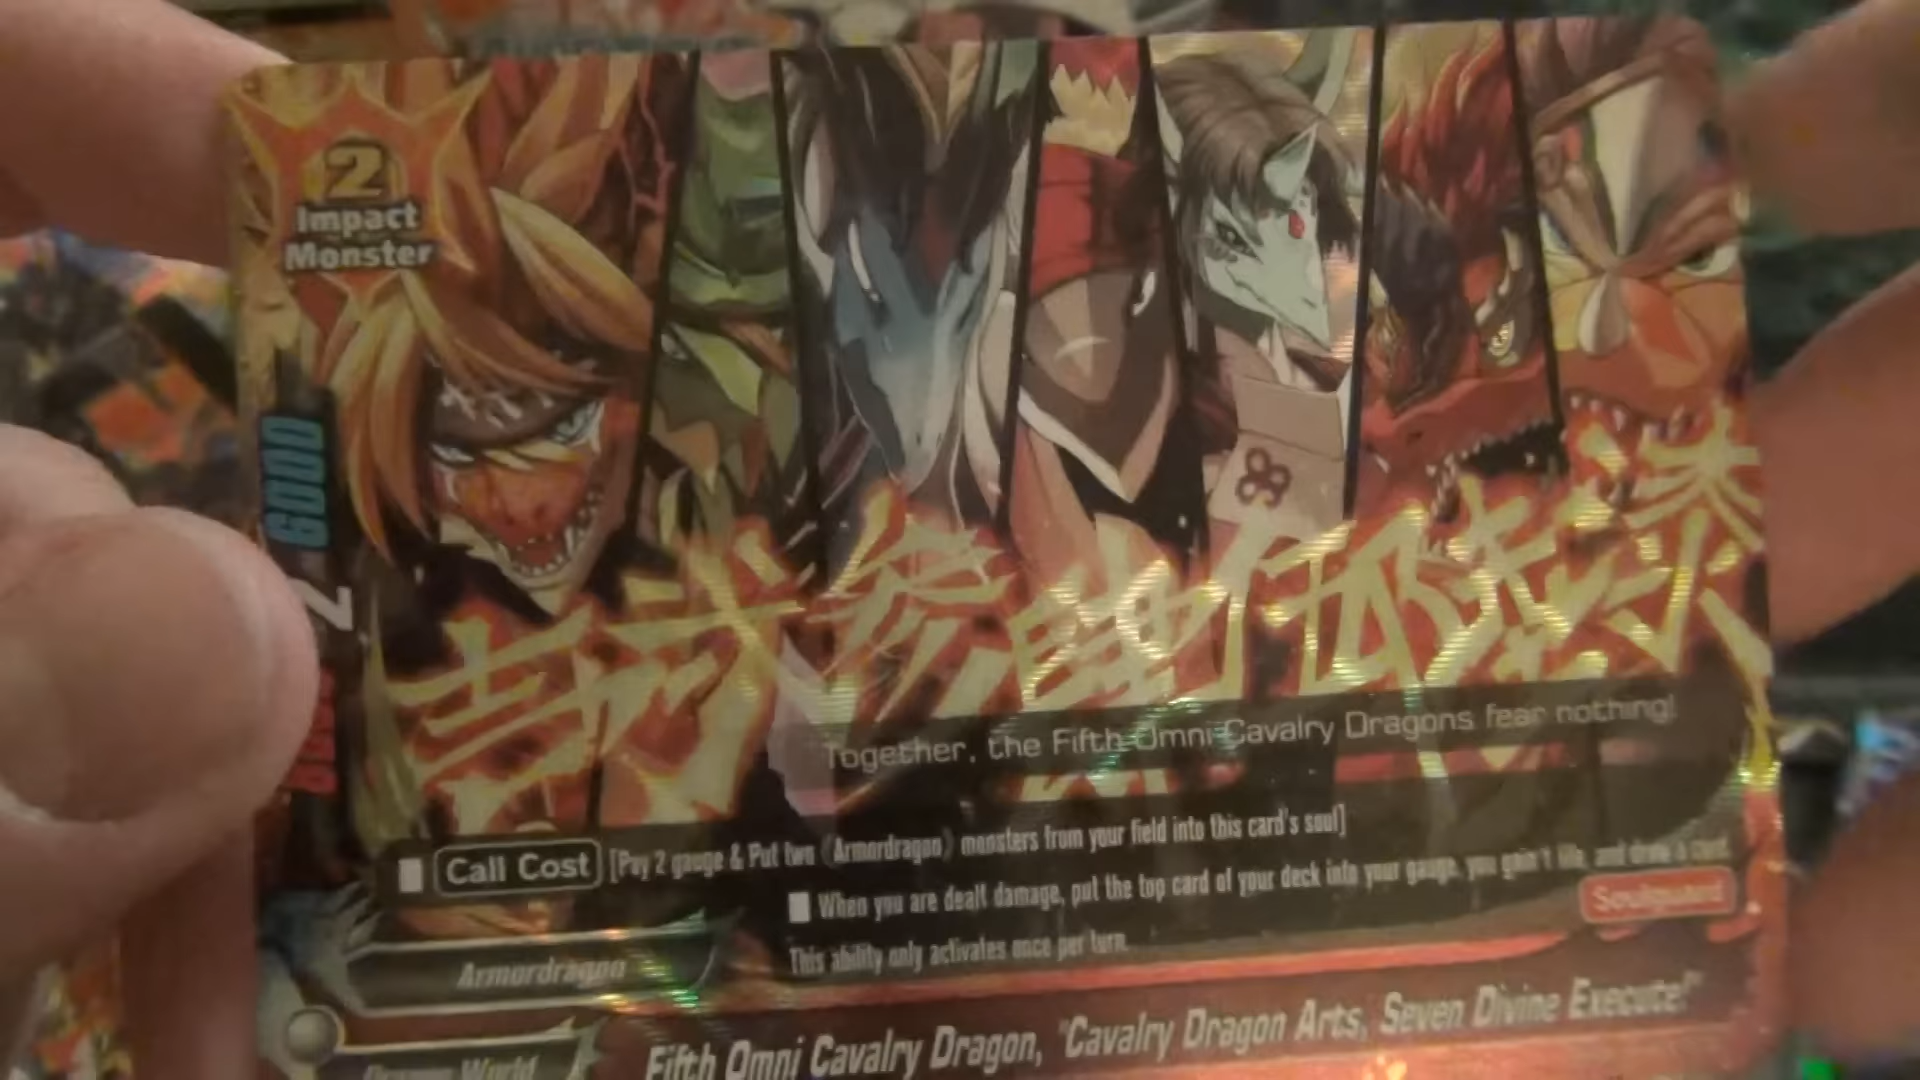 2
Impact
Monster
6000
2
Together, the Fifth Omni Cavalry Dragons fear nothing!
■ Call Cost [Pay 2 gauge & Put two 《Armordragon》 monsters from your field into this card's soul]
■ When you are dealt damage, put the top card of your deck into your gauge, you gain 1 life, and draw a card.
This ability only activates once per turn.
Soulguard
Armordragon
Dragon World
Fifth Omni Cavalry Dragon, "Cavalry Dragon Arts, Seven Divine Execute!"